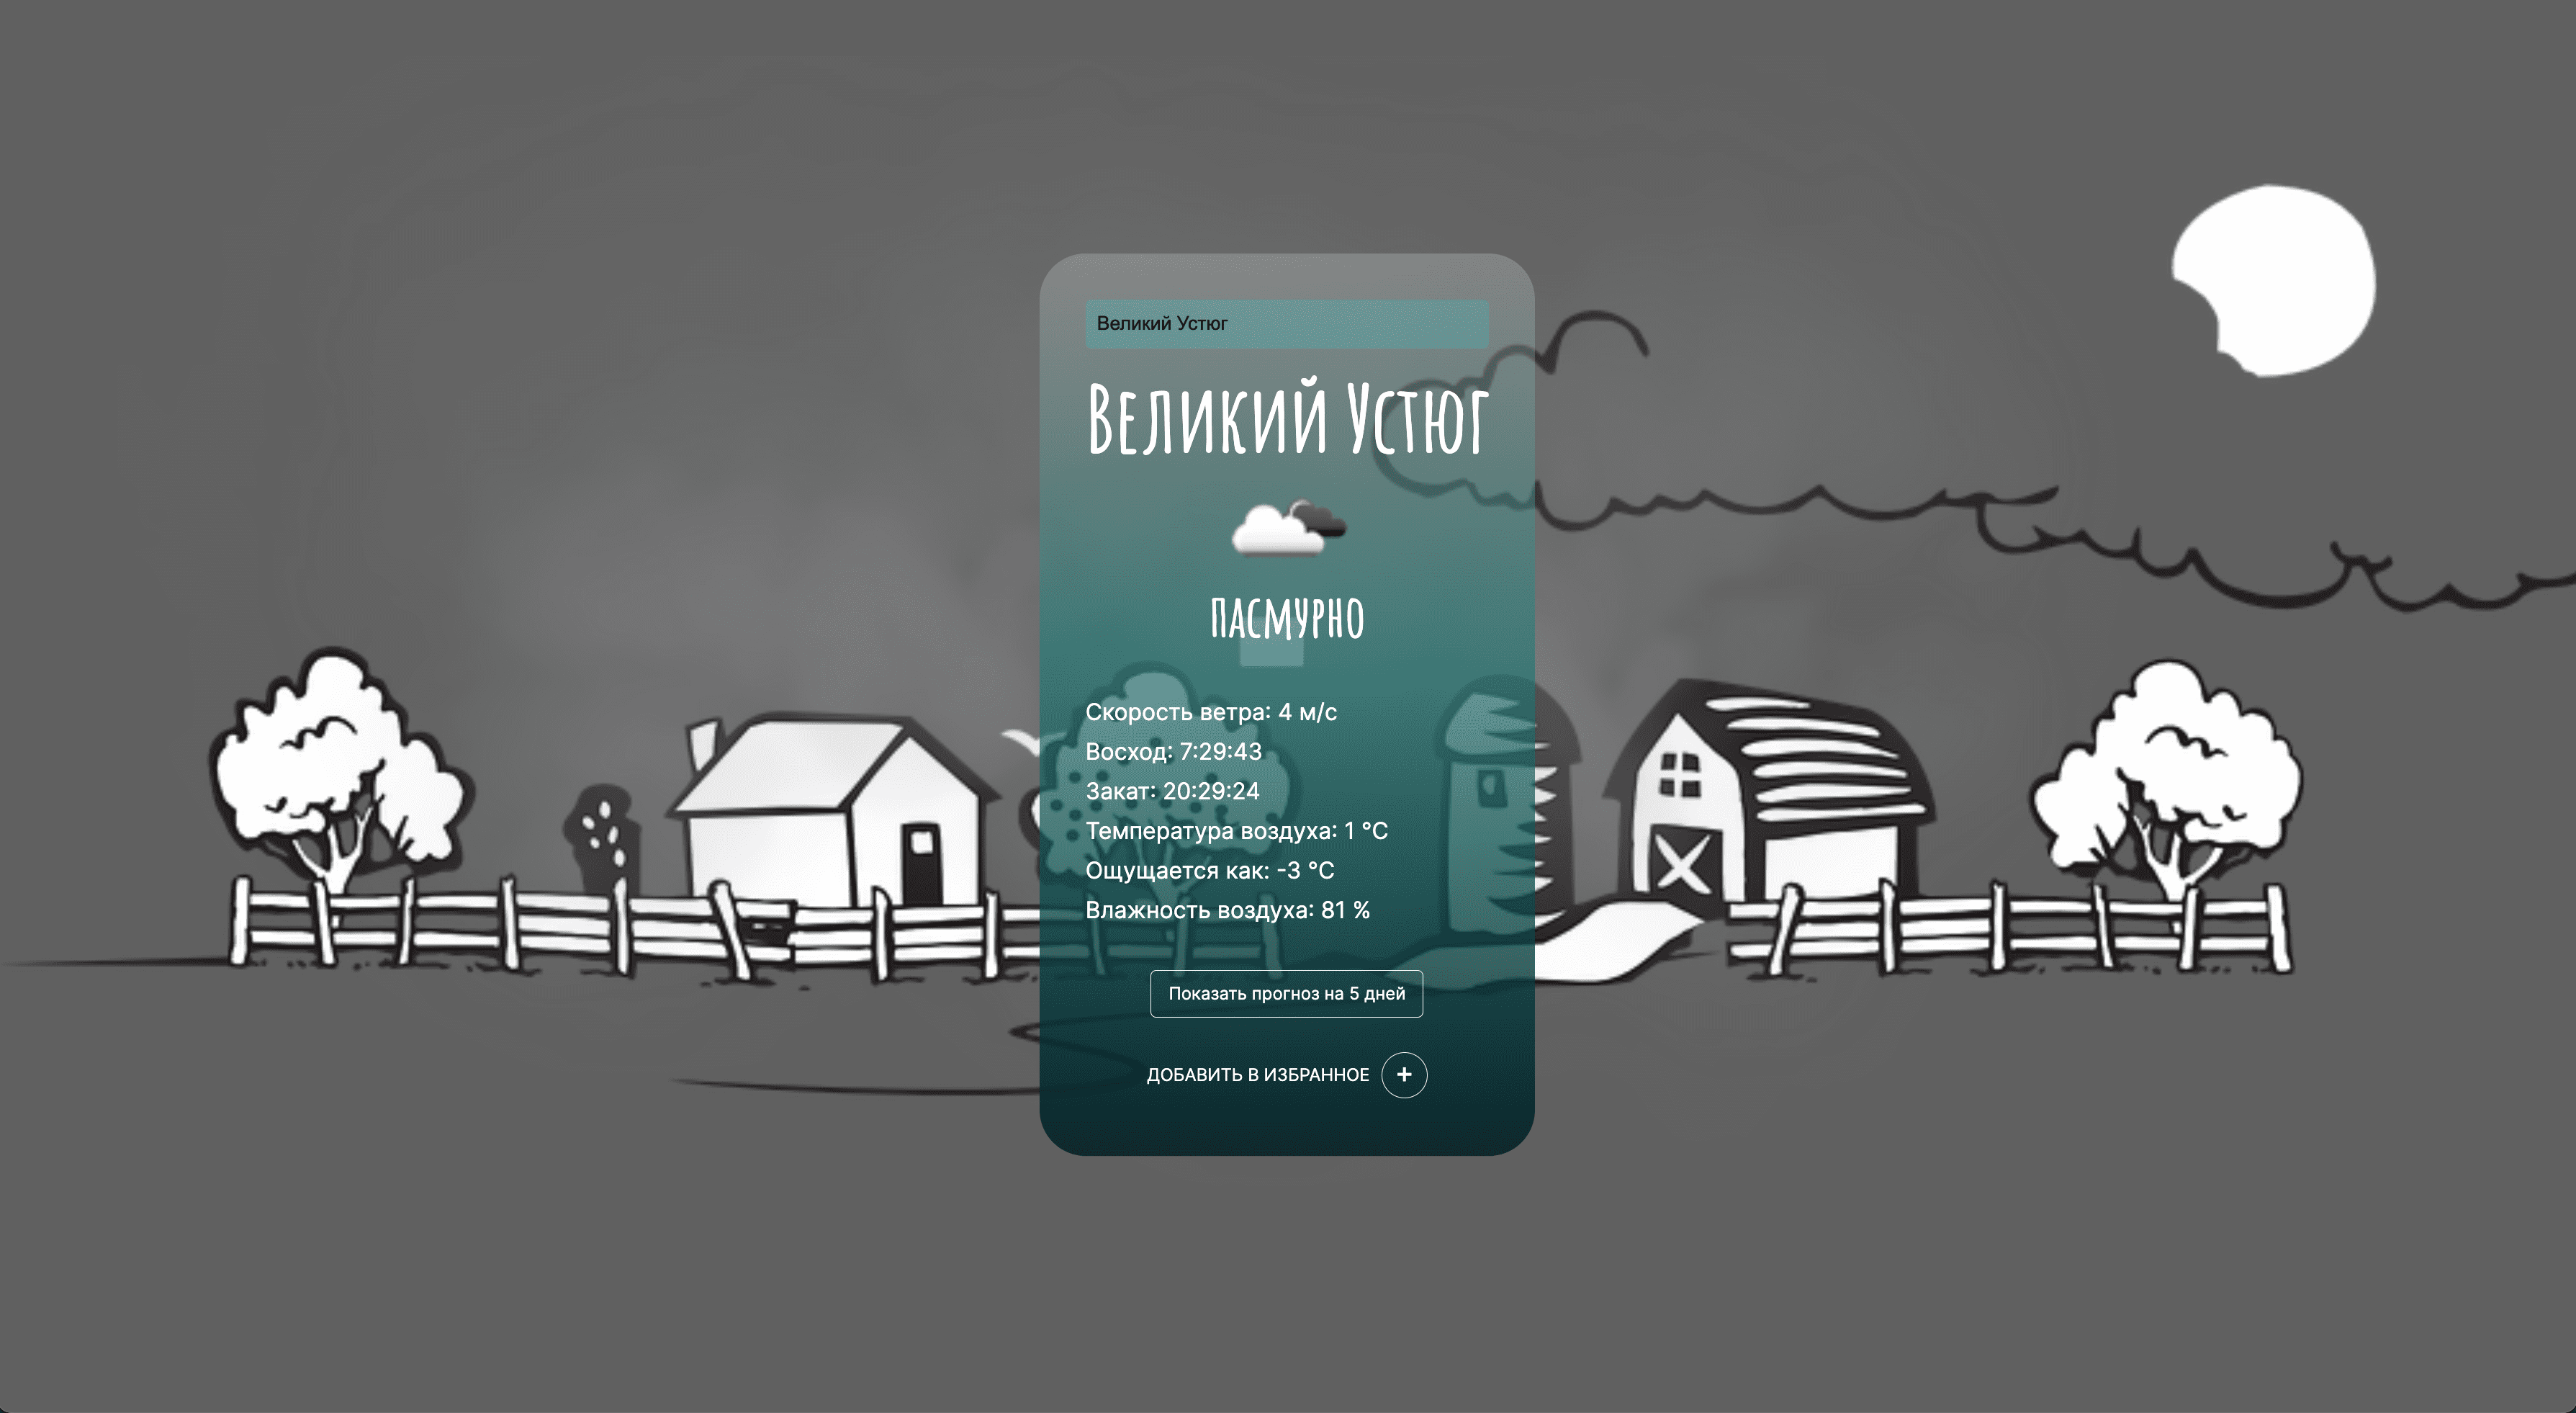 Великий Устюг
Великий Устюг
пасмурно
Скорость ветра: 4 м/с
Восход: 7:29:43
Закат: 20:29:24
Температура воздуха: 1 °C
Ощущается как: -3 °C
Влажность воздуха: 81 %
Показать прогноз на 5 дней
ДОБАВИТЬ В ИЗБРАННОЕ +